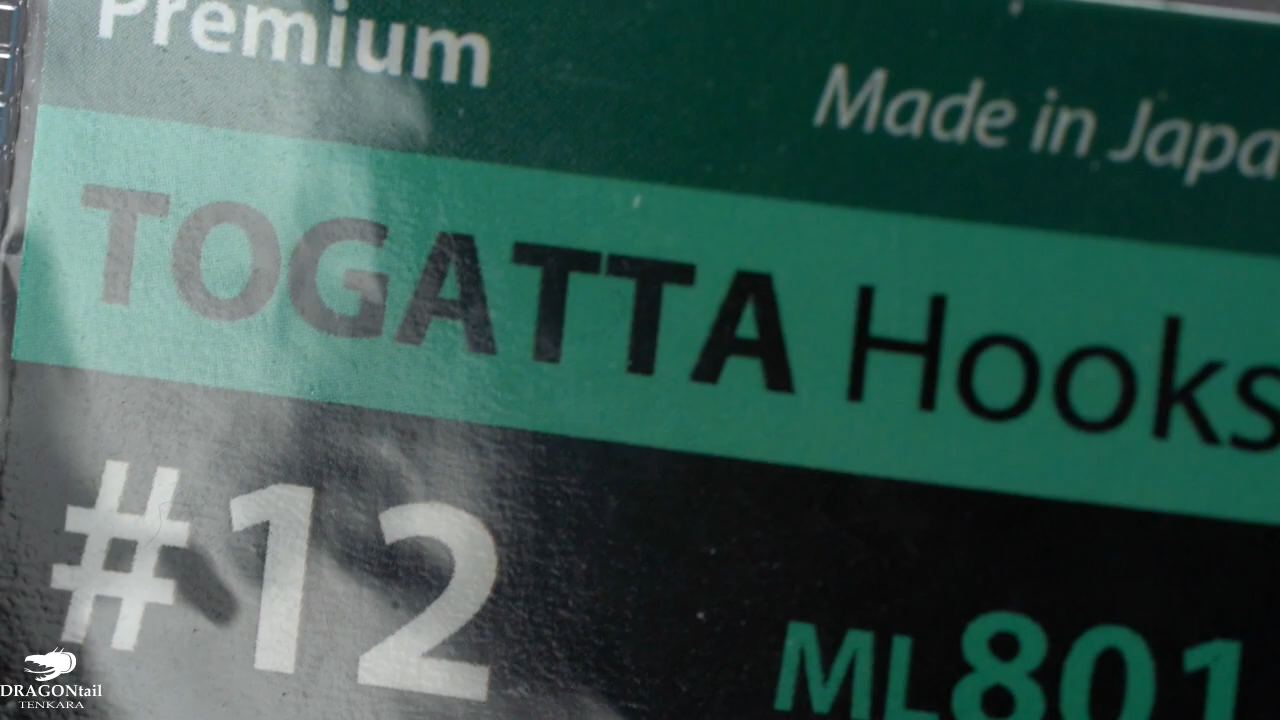 Premium
Made in Japa
TOGATTA Hooks
#12
ML801
DRAGONtail
TENKARA